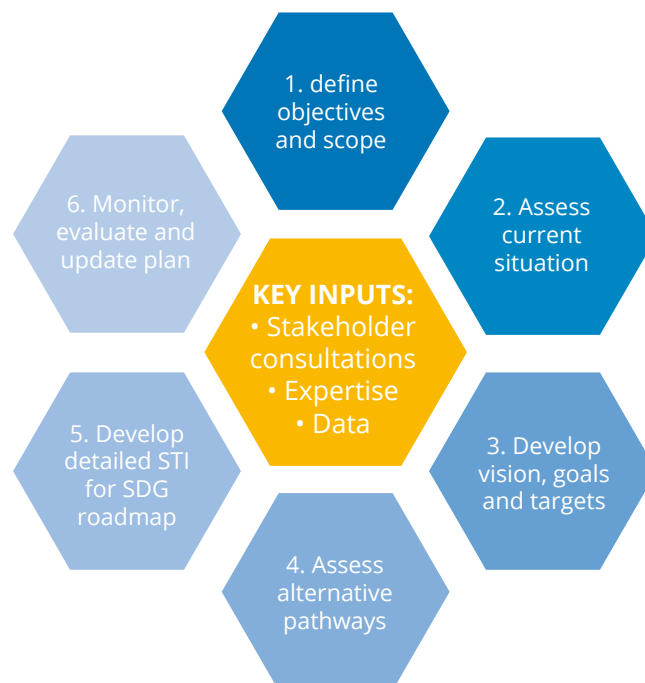 1. define
objectives
and scope
2. Assess
current
situation
3. Develop
vision, goals
and targets
4. Assess
alternative
pathways
5. Develop
detailed STI
for SDG
roadmap
6. Monitor,
evaluate and
update plan
KEY INPUTS:
• Stakeholder
consultations
• Expertise
• Data